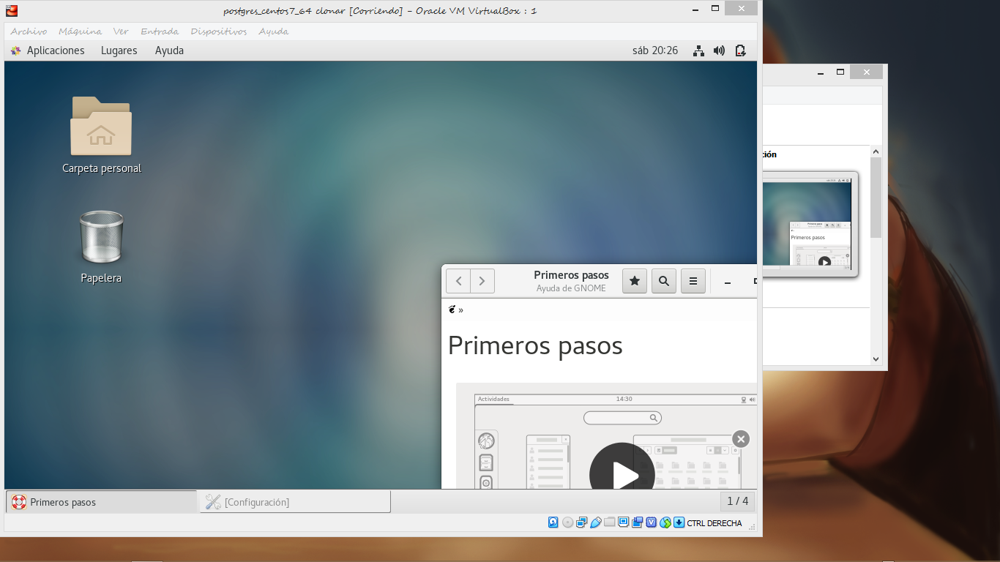 postgres_centos7_64 clonar [Corriendo] - Oracle VM VirtualBox : 1
Archivo Máquina Ver Entrada Dispositivos Ayuda
Aplicaciones Lugares Ayuda sáb 20:26
Carpeta personal
Papelera
Primeros pasos
Ayuda de GNOME
»
Primeros pasos
Actividades 14:30
ción
Primeros pasos
Primeros pasos [Configuración] 1 / 4
CTRL DERECHA